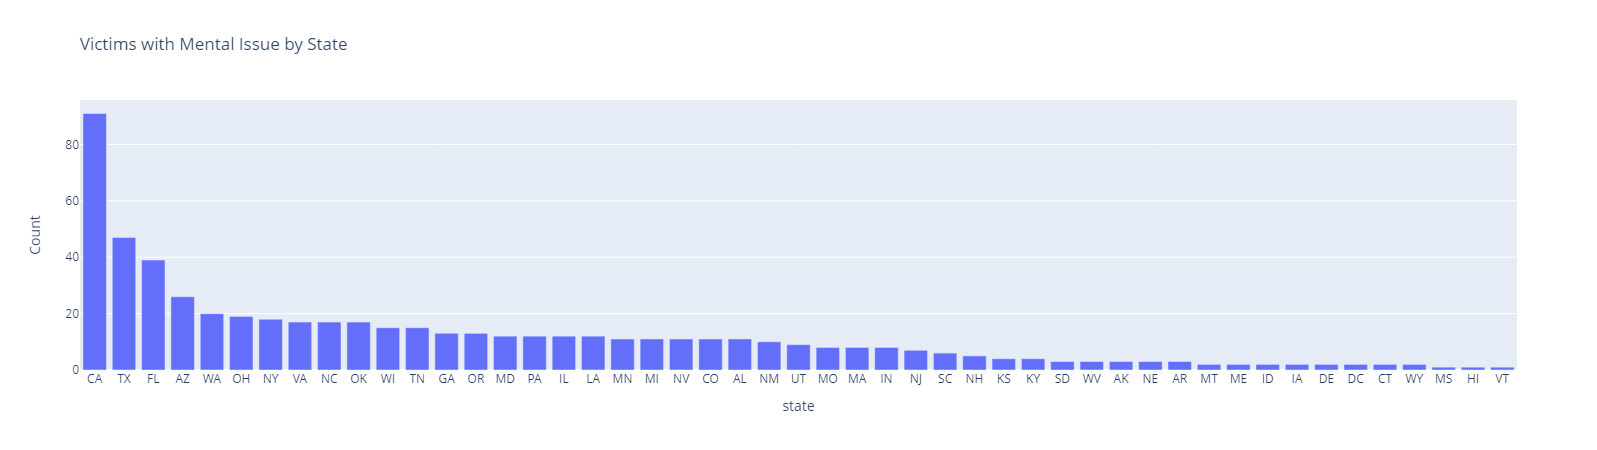 Victims with Mental Issue by State
Count
80
60
40
20
0
CA TX FL AZ WA OH NY VA NC OK WI TN GA OR MD PA IL LA MN MI NV CO AL NM UT MO MA IN NJ SC NH KS KY SD WV AK NE AR MT ME ID IA DE DC CT WY MS HI VT
state